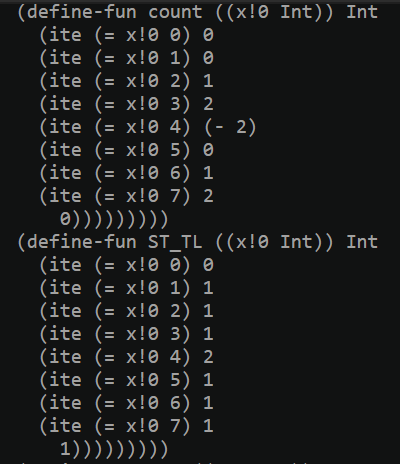 (define-fun count ((x!0 Int)) Int
(ite (= x!0 0) 0
(ite (= x!0 1) 0
(ite (= x!0 2) 1
(ite (= x!0 3) 2
(ite (= x!0 4) (- 2)
(ite (= x!0 5) 0
(ite (= x!0 6) 1
(ite (= x!0 7) 2
0)))))))))
(define-fun ST_TL ((x!0 Int)) Int
(ite (= x!0 0) 0
(ite (= x!0 1) 1
(ite (= x!0 2) 1
(ite (= x!0 3) 1
(ite (= x!0 4) 2
(ite (= x!0 5) 1
(ite (= x!0 6) 1
(ite (= x!0 7) 1
1)))))))))